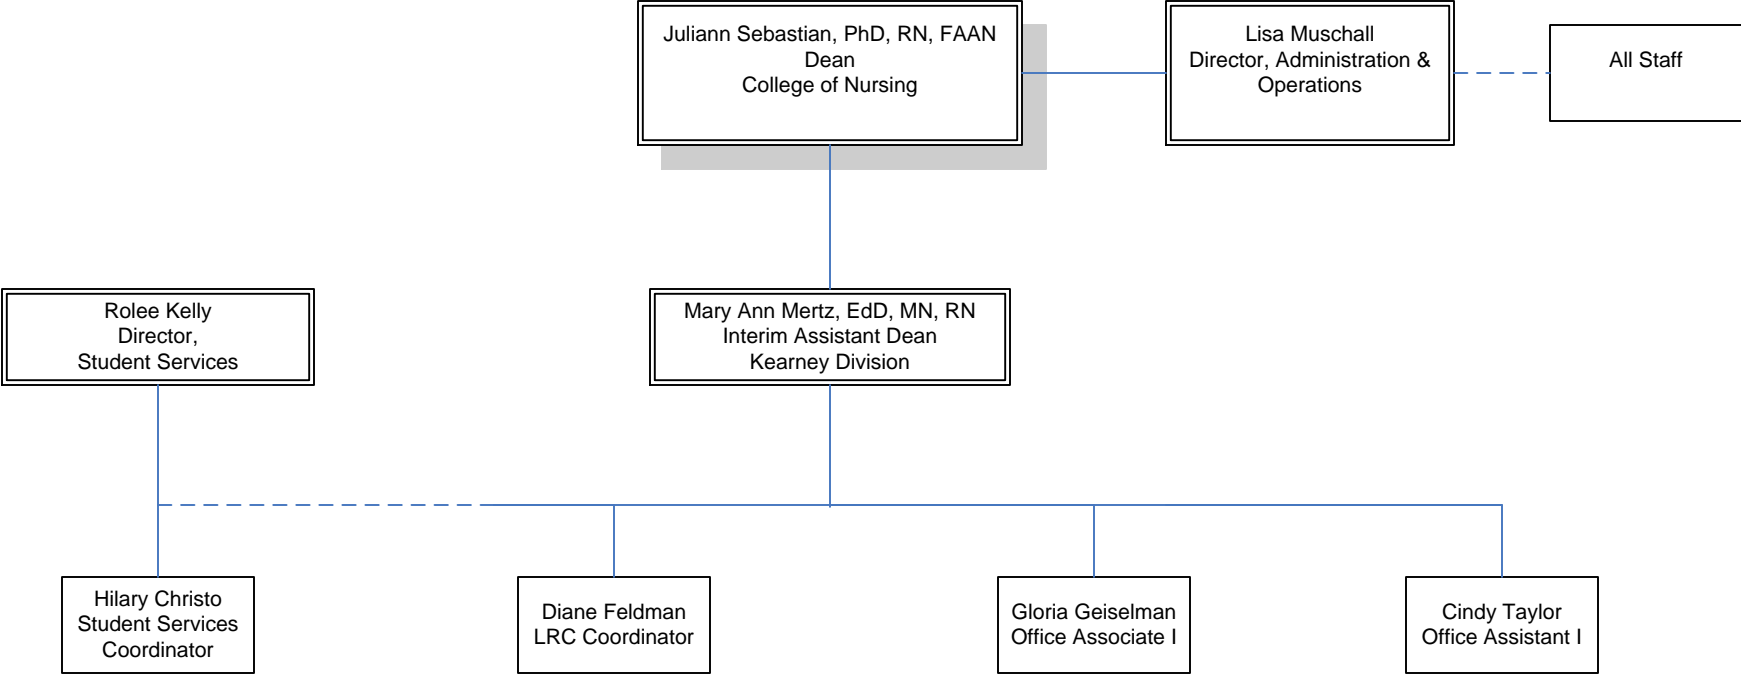 Juliann Sebastian, PhD, RN, FAAN
Dean
College of Nursing
Lisa Muschall
Director, Administration &
Operations
All Staff
Rolee Kelly
Director,
Student Services
Mary Ann Mertz, EdD, MN, RN
Interim Assistant Dean
Kearney Division
Hilary Christo
Student Services
Coordinator
Diane Feldman
LRC Coordinator
Gloria Geiselman
Office Associate I
Cindy Taylor
Office Assistant I